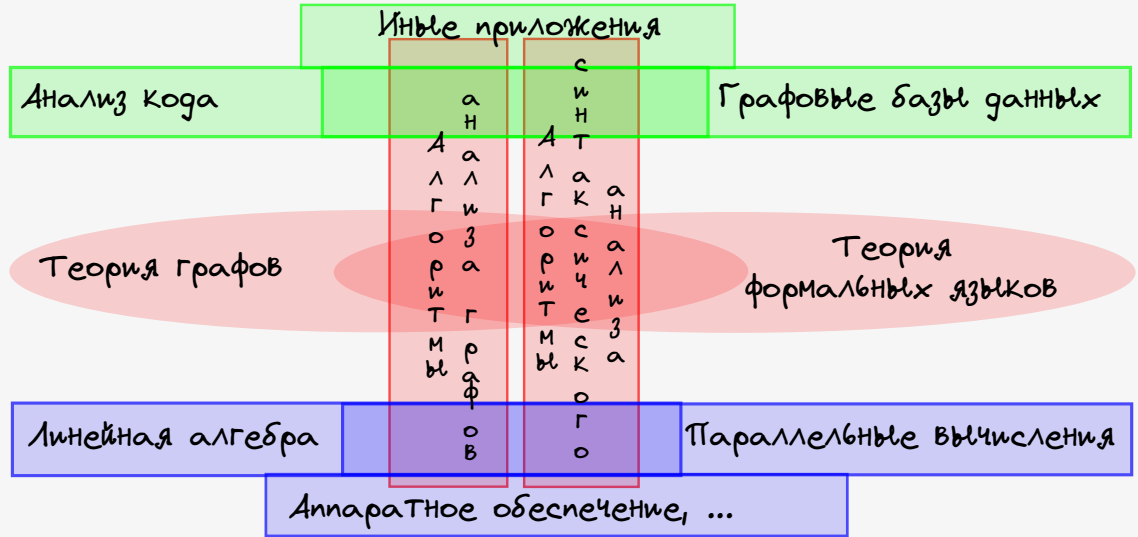 Иные приложения
Анализ кода
Графовые базы данных
Алгоритмы
анализа графов
Алгоритмы
синтаксического
анализа
Теория графов
Теория
формальных языков
Линейная алгебра
Параллельные вычисления
Аппаратное обеспечение, ...